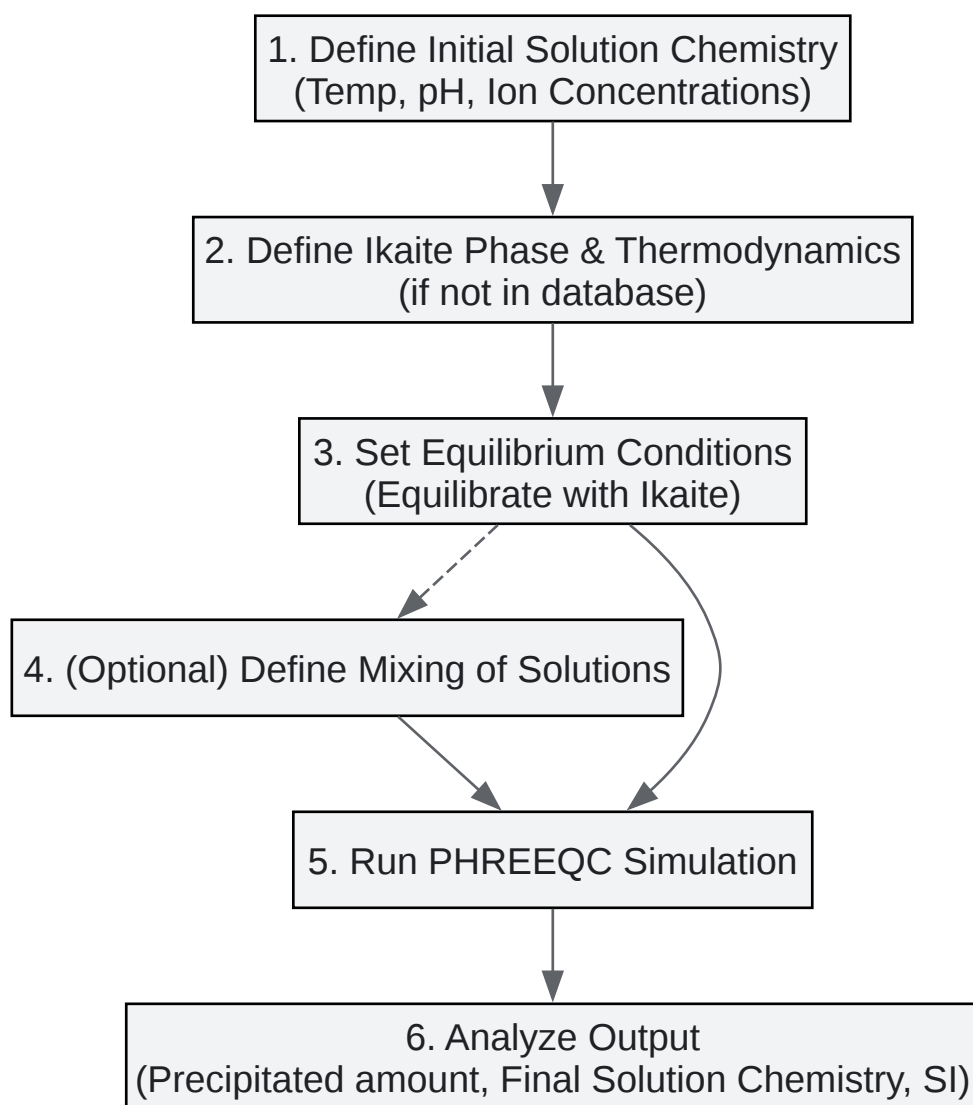 1. Define Initial Solution Chemistry
(Temp, pH, Ion Concentrations)
2. Define Ikaite Phase & Thermodynamics
(if not in database)
3. Set Equilibrium Conditions
(Equilibrate with Ikaite)
4. (Optional) Define Mixing of Solutions
5. Run PHREEQC Simulation
6. Analyze Output
(Precipitated amount, Final Solution Chemistry, SI)